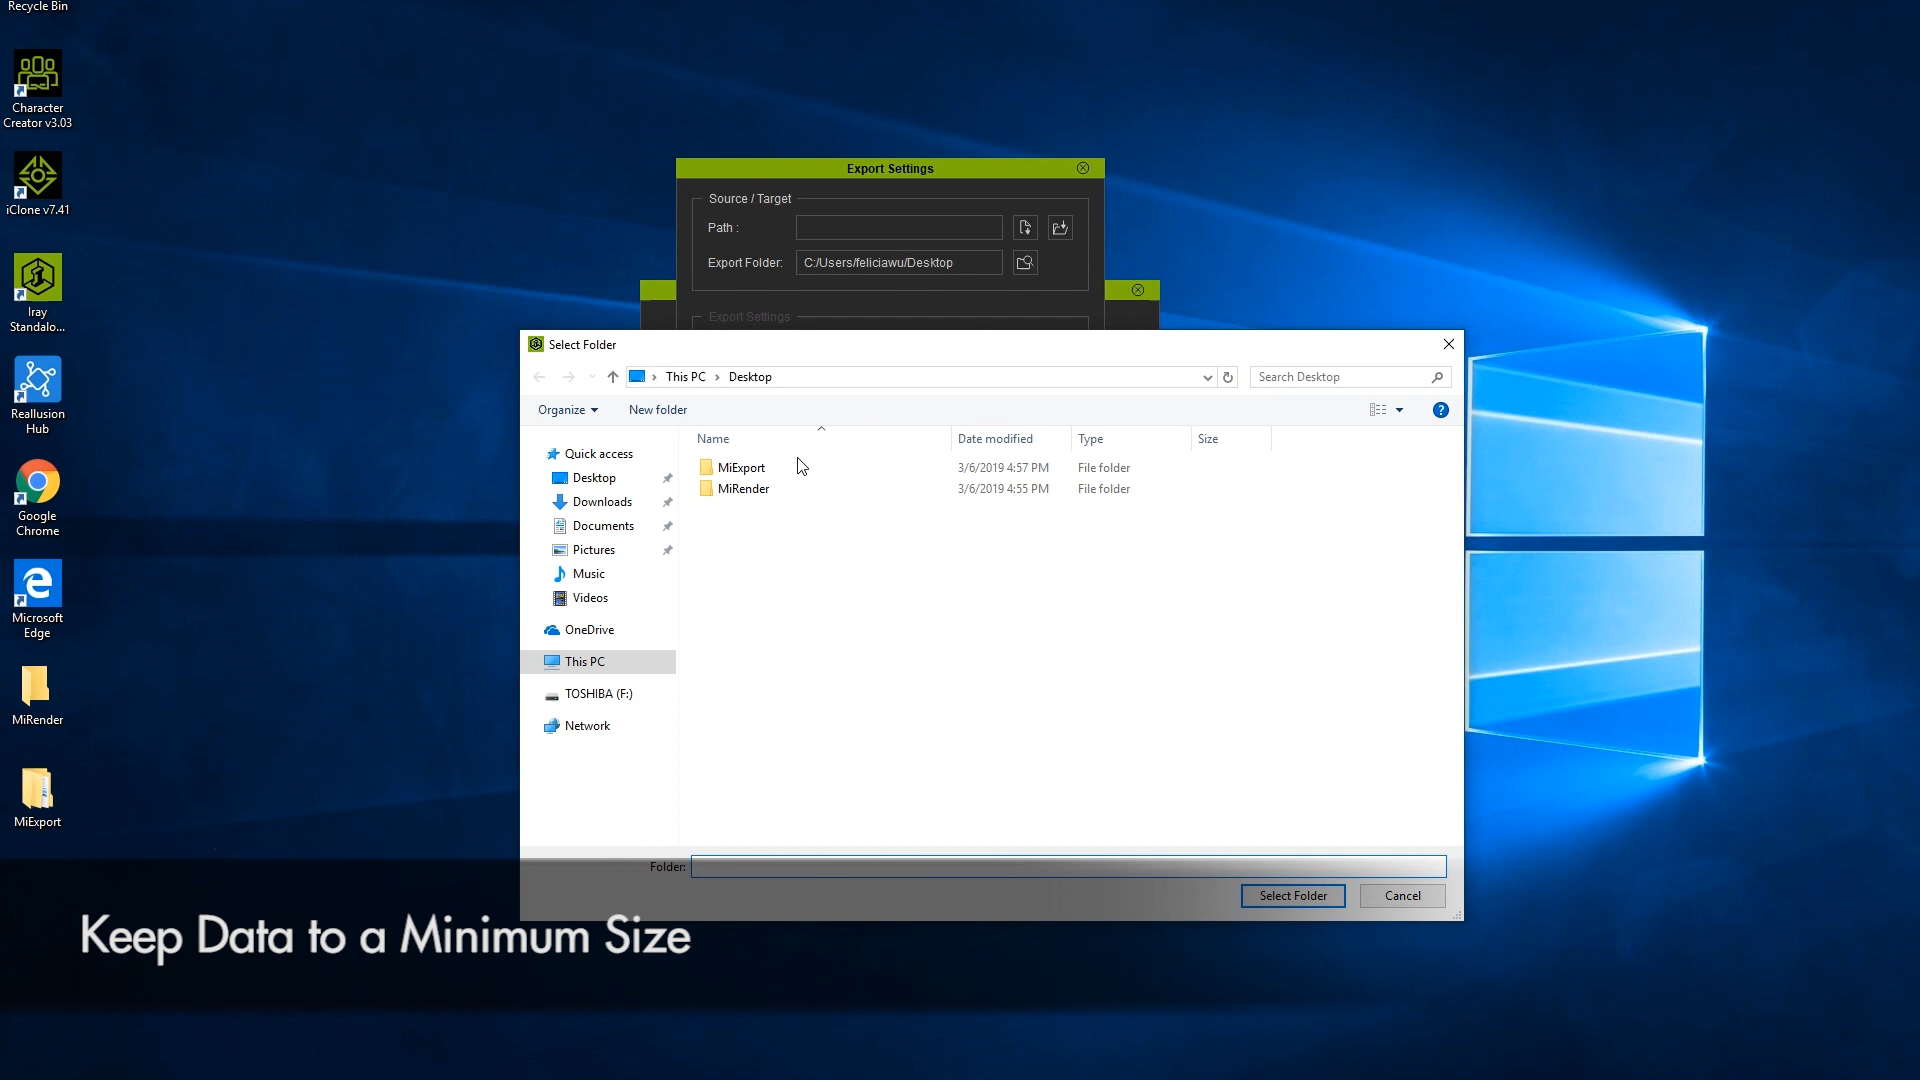 Recycle Bin
Character
Creator v3.03
iClone v7.41
Iray
Standalo...
Reallusion
Hub
Google
Chrome
Microsoft
Edge
MiRender
MiExport
Export Settings
Source / Target
Path :
Export Folder:
C:/Users/feliciawu/Desktop
Export Settings
Select Folder
This PC
Desktop
Search Desktop
Organize
New folder
Name
Date modified
Type
Size
MiExport
3/6/2019 4:57 PM
File folder
MiRender
3/6/2019 4:55 PM
File folder
Quick access
Desktop
Downloads
Documents
Pictures
Music
Videos
OneDrive
This PC
TOSHIBA (F:)
Network
Folder:
Select Folder
Cancel
Keep Data to a Minimum Size